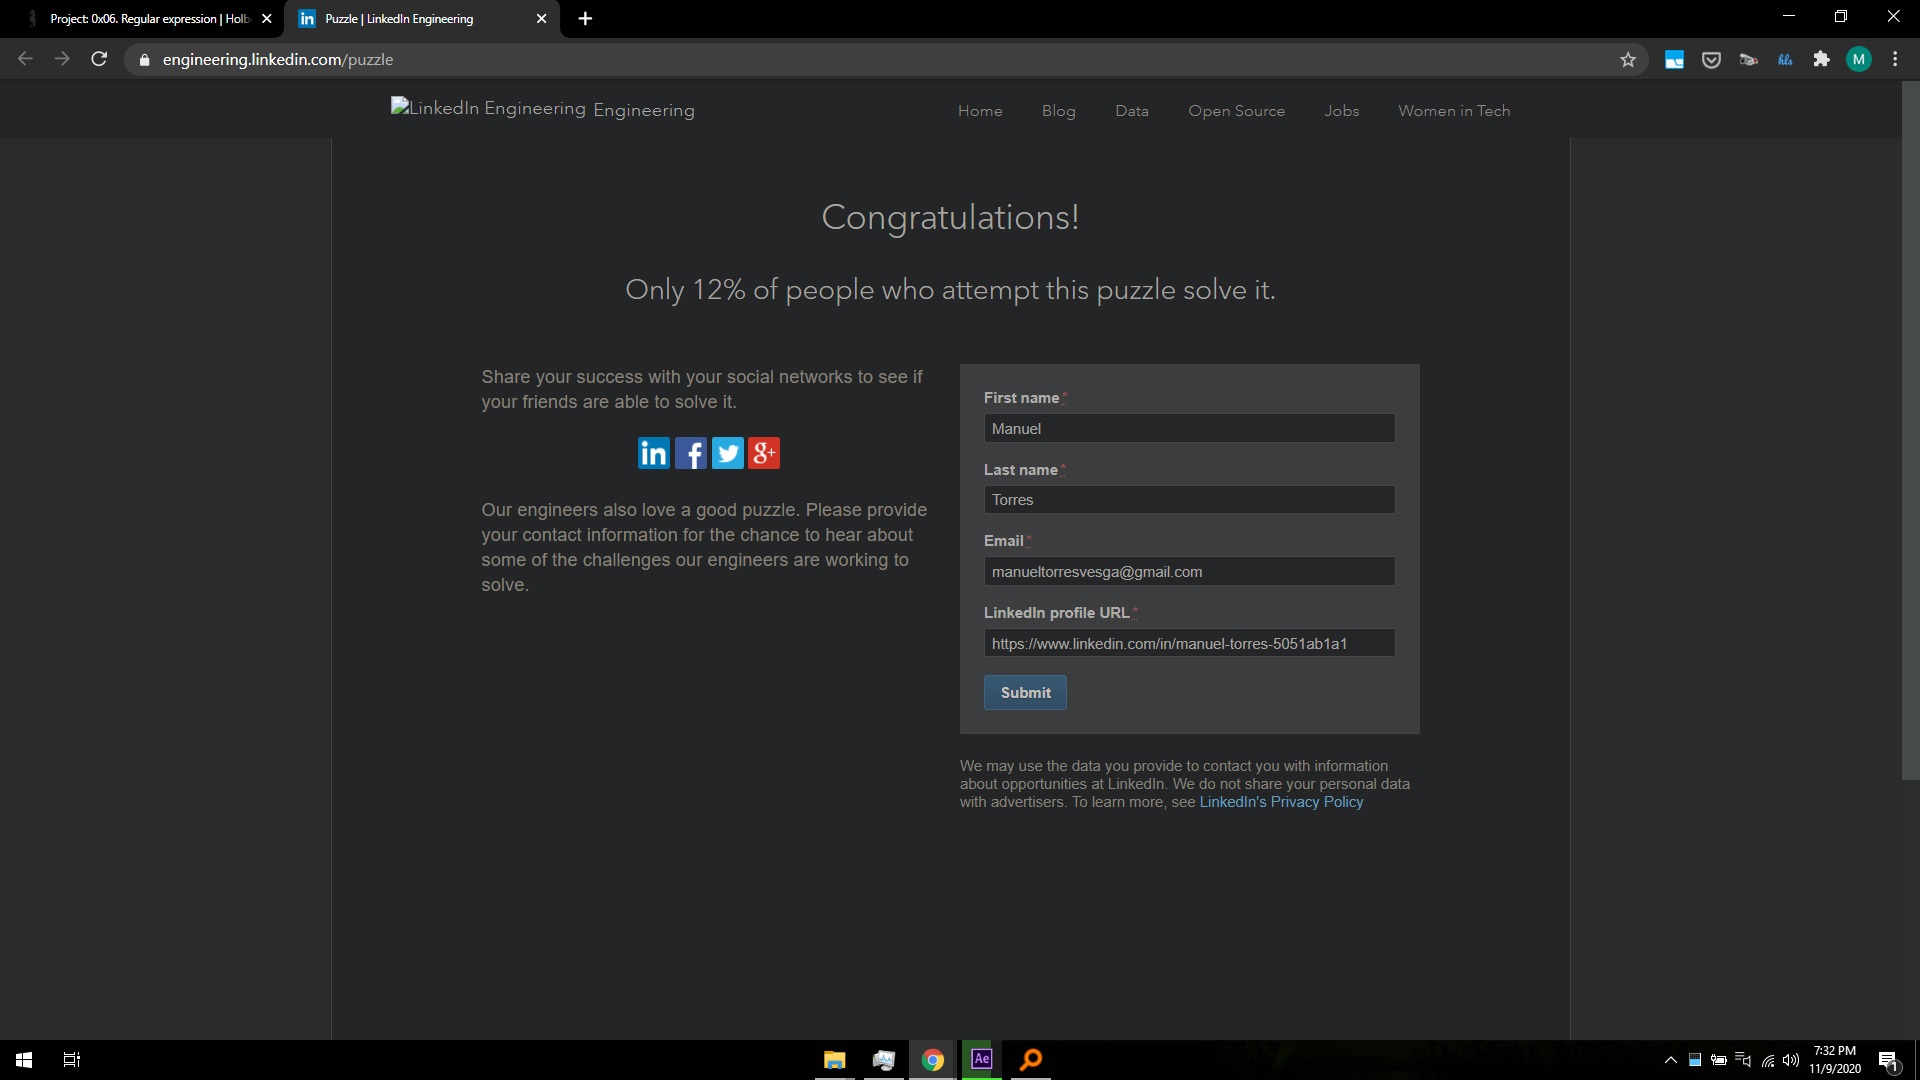 Project: 0x06. Regular expression | Holb
Puzzle | LinkedIn Engineering
engineering.linkedin.com/puzzle
hls
M
LinkedIn Engineering Engineering
Home Blog Data Open Source Jobs Women in Tech
Congratulations!
Only 12% of people who attempt this puzzle solve it.
Share your success with your social networks to see if
your friends are able to solve it.
in f g+
Our engineers also love a good puzzle. Please provide
your contact information for the chance to hear about
some of the challenges our engineers are working to
solve.
First name*
Manuel
Last name*
Torres
Email*
manueltorresvesga@gmail.com
LinkedIn profile URL*
https://www.linkedin.com/in/manuel-torres-5051ab1a1
Submit
We may use the data you provide to contact you with information
about opportunities at LinkedIn. We do not share your personal data
with advertisers. To learn more, see LinkedIn's Privacy Policy
Ae
7:32 PM
11/9/2020
1